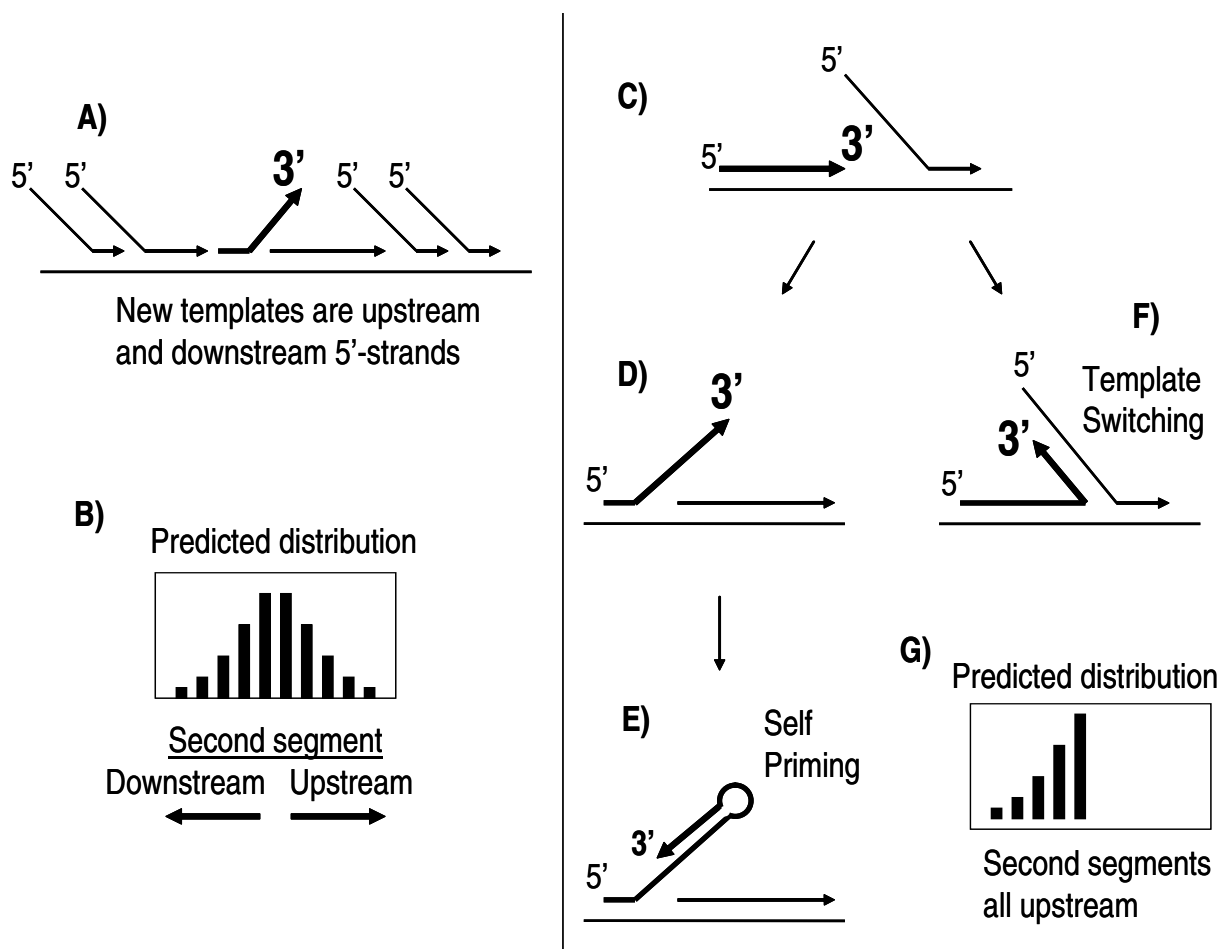 A)
5’ 5’ 3’ 5’ 5’
New templates are upstream
and downstream 5’-strands
B)
Predicted distribution
Second segment
Downstream Upstream
C)
5’
5’ 3’
D)
3’
5’
F)
Template
Switching
5’
3’
5’
E)
Self
Priming
3’
5’
G)
Predicted distribution
Second segments
all upstream